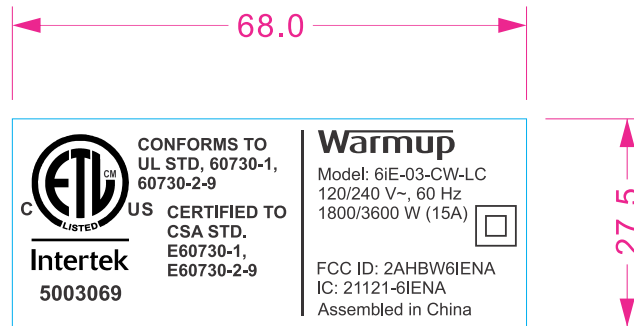 68.0
CONFORMS TO
UL STD, 60730-1,
60730-2-9
ETL
CM
C
US
LISTED
CERTIFIED TO
CSA STD.
E60730-1,
E60730-2-9
Intertek
5003069
Warmup
Model: 6iE-03-CW-LC
120/240 V~, 60 Hz
1800/3600 W (15A)
FCC ID: 2AHBW6IENA
IC: 21121-6IENA
Assembled in China
27.5